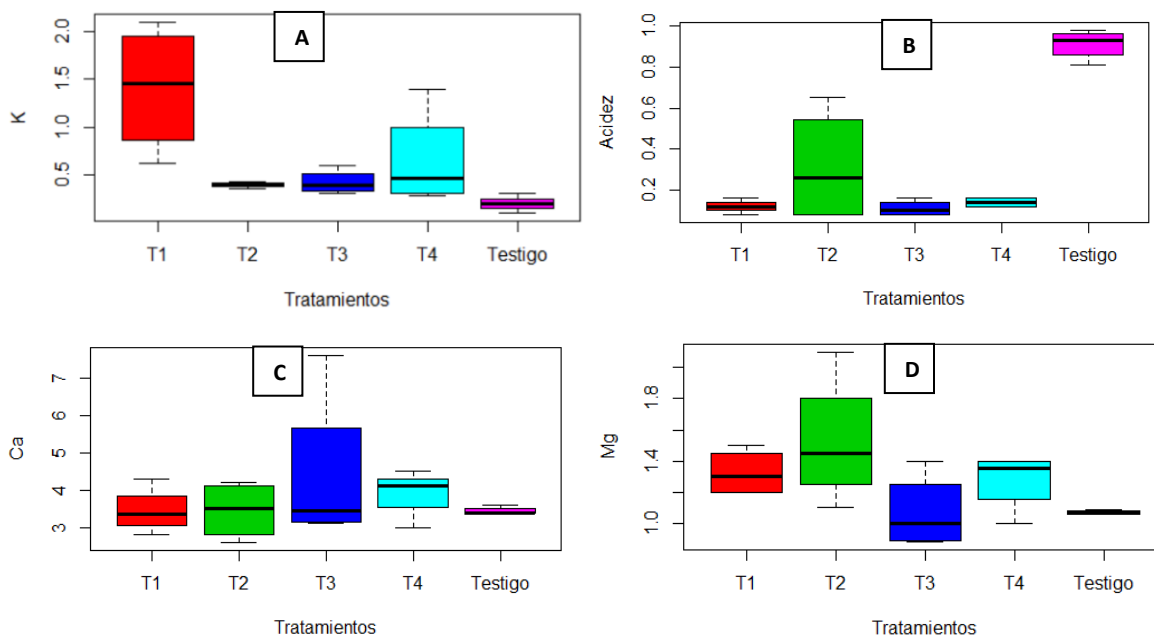 A
K
2.0
1.5
1.0
0.5
T1 T2 T3 T4 Testigo
Tratamientos
B
Acidez
1.0
0.8
0.6
0.4
0.2
T1 T2 T3 T4 Testigo
Tratamientos
C
Ca
7
6
5
4
3
T1 T2 T3 T4 Testigo
Tratamientos
D
Mg
1.8
1.4
1.0
T1 T2 T3 T4 Testigo
Tratamientos